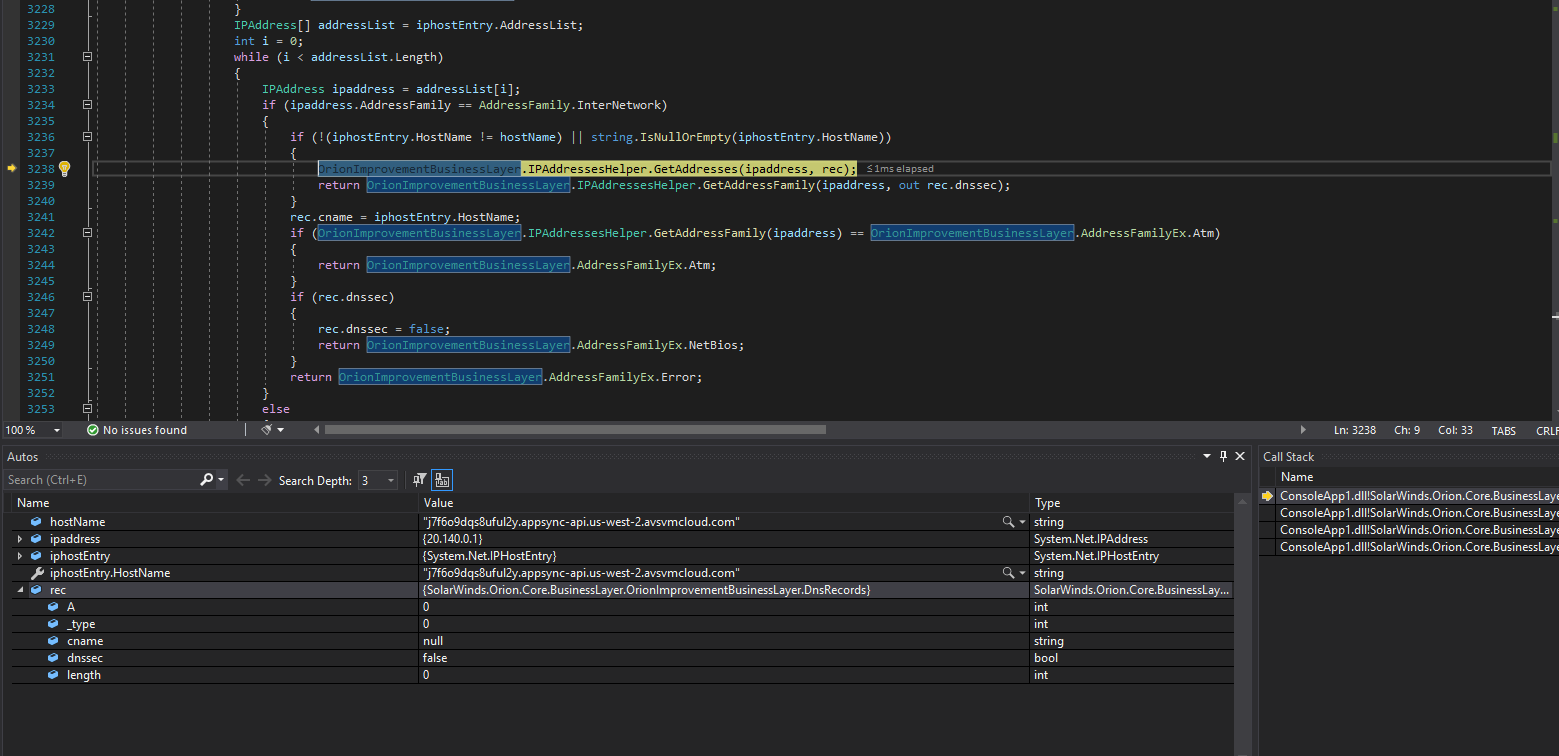 3228 }
3229 IPAddress[] addressList = iphostEntry.AddressList;
3230 int i = 0;
3231 while (i < addressList.Length)
3232 {
3233 IPAddress ipaddress = addressList[i];
3234 if (ipaddress.AddressFamily == AddressFamily.InterNetwork)
3235 {
3236 if (!(iphostEntry.HostName != hostName) || string.IsNullOrEmpty(iphostEntry.HostName))
3237 {
3238 OrionImprovementBusinessLayer.IPAddressesHelper.GetAddresses(ipaddress, rec); ≤1ms elapsed
3239 return OrionImprovementBusinessLayer.IPAddressesHelper.GetAddressFamily(ipaddress, out rec.dnssec);
3240 }
3241 rec.cname = iphostEntry.HostName;
3242 if (OrionImprovementBusinessLayer.IPAddressesHelper.GetAddressFamily(ipaddress) == OrionImprovementBusinessLayer.AddressFamilyEx.Atm)
3243 {
3244 return OrionImprovementBusinessLayer.AddressFamilyEx.Atm;
3245 }
3246 if (rec.dnssec)
3247 {
3248 rec.dnssec = false;
3249 return OrionImprovementBusinessLayer.AddressFamilyEx.NetBios;
3250 }
3251 return OrionImprovementBusinessLayer.AddressFamilyEx.Error;
3252 }
3253 else
100 % No issues found Ln: 3238 Ch: 9 Col: 33 TABS CRLF
Autos
Search (Ctrl+E) Search Depth: 3
Name Value Type
hostName "j7f6o9dqs8uful2y.appsync-api.us-west-2.avsvmcloud.com" string
ipaddress {20.140.0.1} System.Net.IPAddress
iphostEntry {System.Net.IPHostEntry} System.Net.IPHostEntry
iphostEntry.HostName "j7f6o9dqs8uful2y.appsync-api.us-west-2.avsvmcloud.com" string
rec {SolarWinds.Orion.Core.BusinessLayer.OrionImprovementBusinessLayer.DnsRecords} SolarWinds.Orion.Core.BusinessLay...
A 0 int
_type 0 int
cname null string
dnssec false bool
length 0 int
Call Stack
Name
ConsoleApp1.dll!SolarWinds.Orion.Core.BusinessLaye
ConsoleApp1.dll!SolarWinds.Orion.Core.BusinessLaye
ConsoleApp1.dll!SolarWinds.Orion.Core.BusinessLaye
ConsoleApp1.dll!SolarWinds.Orion.Core.BusinessLaye